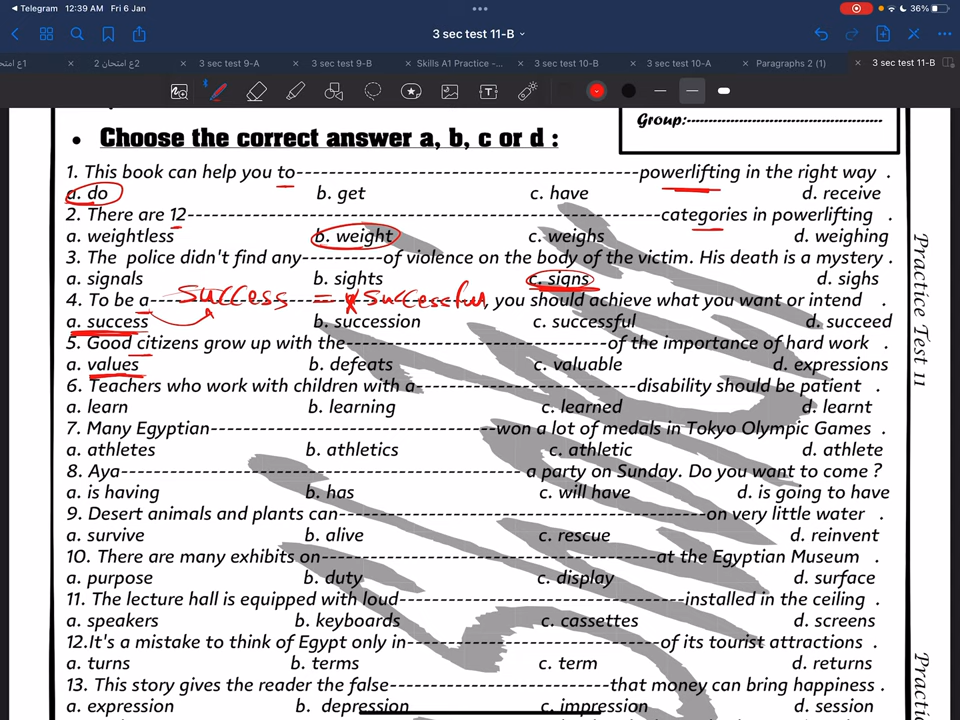 Telegram 12:39 AM Fri 6 Jan 36%
3 sec test 11-B
3 sec test 9-A 3 sec test 9-B Skills A1 Practice -... 3 sec test 10-B 3 sec test 10-A Paragraphs 2 (1) 3 sec test 11-B
Group:
• Choose the correct answer a, b, c or d :
1. This book can help you to---------- powerlifting in the right way .
a. do b. get c. have d. receive
2. There are 12---------- categories in powerlifting .
a. weightless b. weight c. weighs d. weighing
3. The police didn't find any----------of violence on the body of the victim. His death is a mystery .
a. signals b. sights c. signs d. sighs
success = successful
4. To be a----------, you should achieve what you want or intend
a. success b. succession c. successful d. succeed
5. Good citizens grow up with the----------of the importance of hard work .
a. values b. defeats c. valuable d. expressions
6. Teachers who work with children with a----------disability should be patient .
a. learn b. learning c. learned d. learnt
7. Many Egyptian----------won a lot of medals in Tokyo Olympic Games .
a. athletes b. athletics c. athletic d. athlete
8. Aya---------- a party on Sunday. Do you want to come ?
a. is having b. has c. will have d. is going to have
9. Desert animals and plants can----------on very little water .
a. survive b. alive c. rescue d. reinvent
10. There are many exhibits on----------at the Egyptian Museum .
a. purpose b. duty c. display d. surface
11. The lecture hall is equipped with loud----------installed in the ceiling .
a. speakers b. keyboards c. cassettes d. screens
12.It's a mistake to think of Egypt only in----------of its tourist attractions .
a. turns b. terms c. term d. returns
13. This story gives the reader the false----------that money can bring happiness .
a. expression b. depression c. impression d. session
Practice Test 11